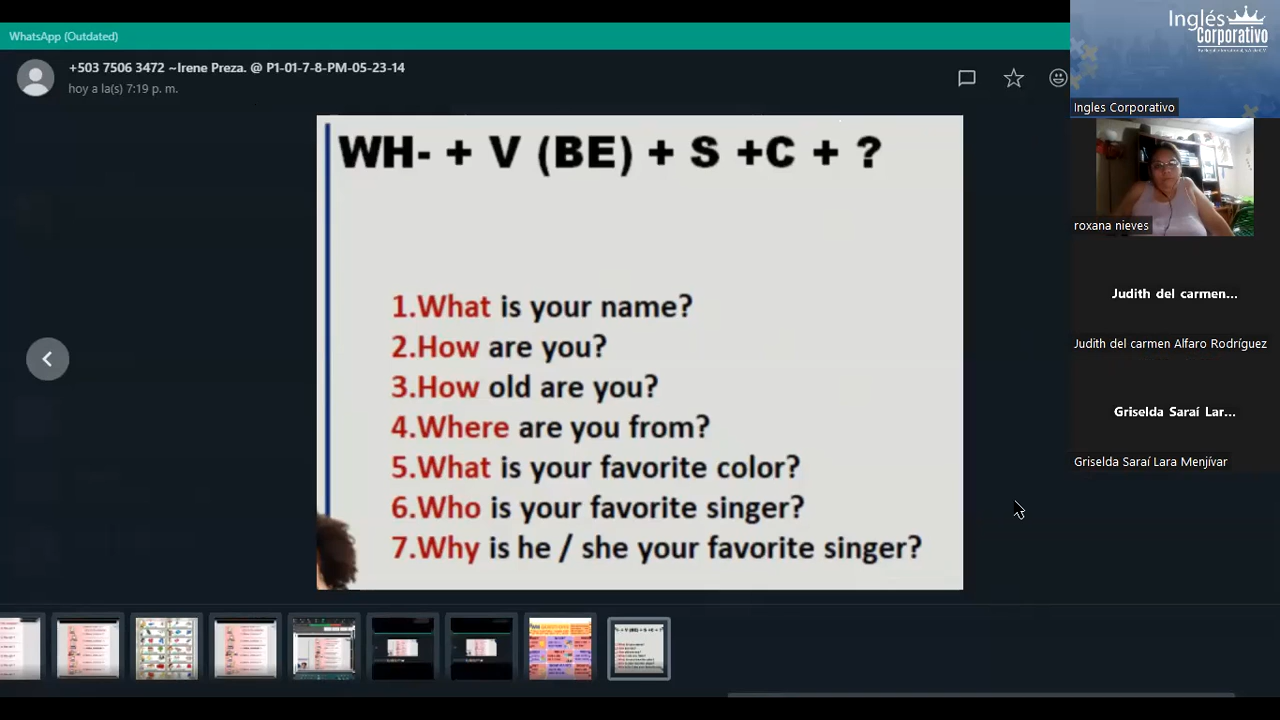 WhatsApp (Outdated)
+503 7506 3472 ~Irene Preza. @ P1-01-7-8-PM-05-23-14
hoy a la(s) 7:19 p. m.
WH- + V (BE) + S +C + ?
1.What is your name?
2.How are you?
3.How old are you?
4.Where are you from?
5.What is your favorite color?
6.Who is your favorite singer?
7.Why is he / she your favorite singer?
Inglés
Corporativo
Ingles Corporativo
roxana nieves
Judith del carmen...
Judith del carmen Alfaro Rodríguez
Griselda Saraí Lar...
Griselda Saraí Lara Menjívar